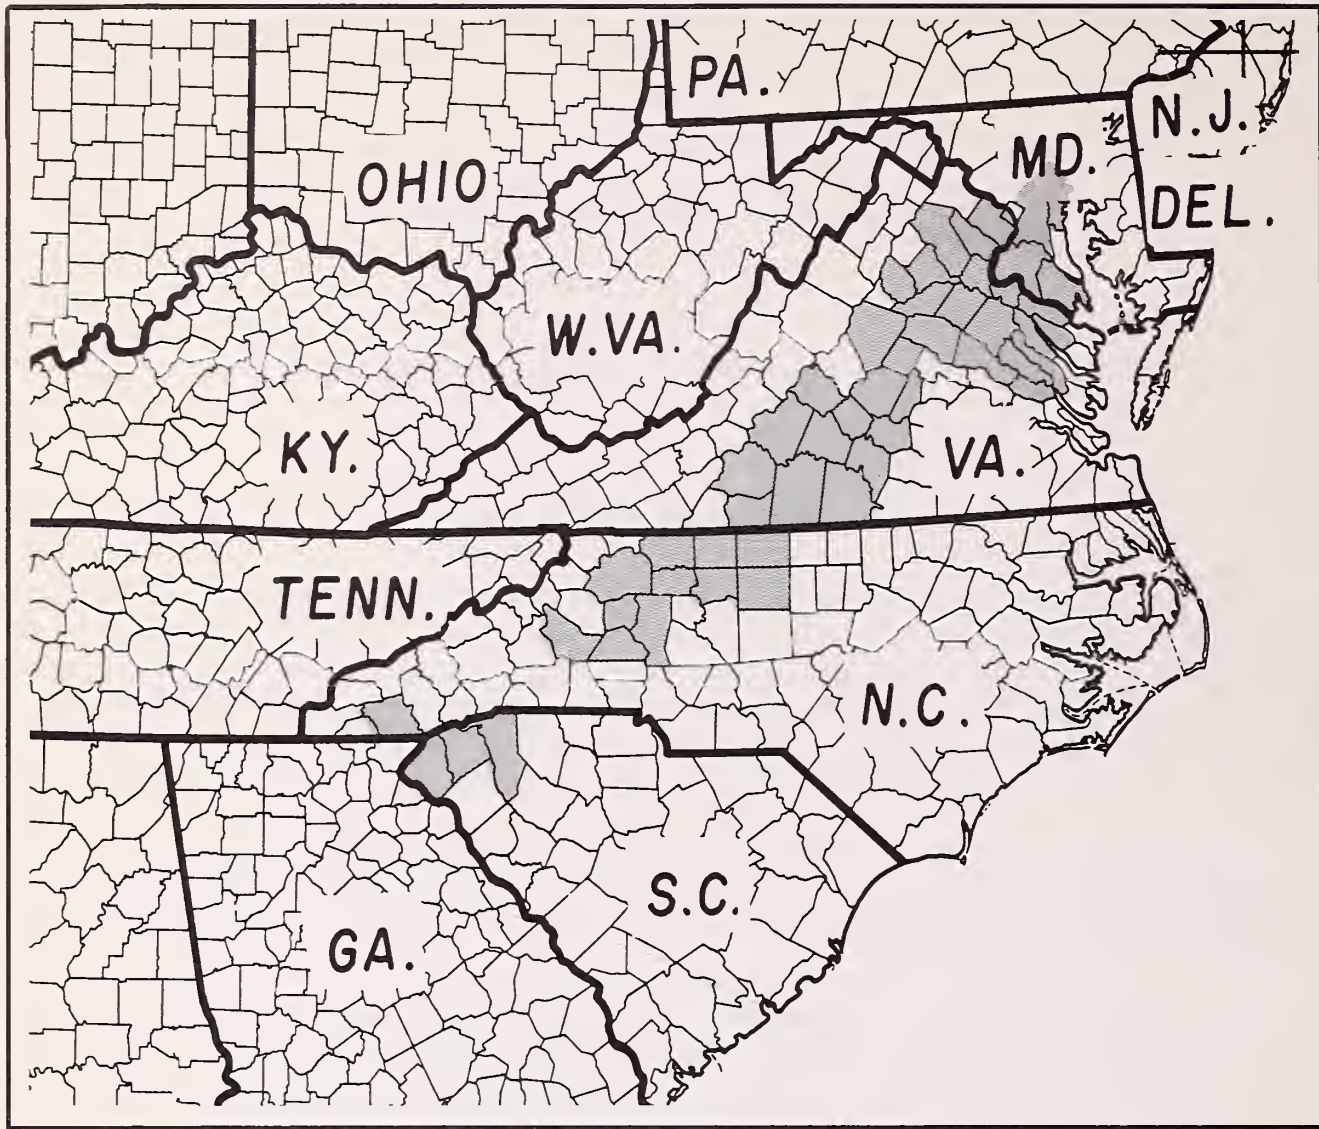 PA.
N.J.
OHIO
MD.
DEL.
W.VA.
KY.
VA.
TENN.
N.C.
S.C.
GA.